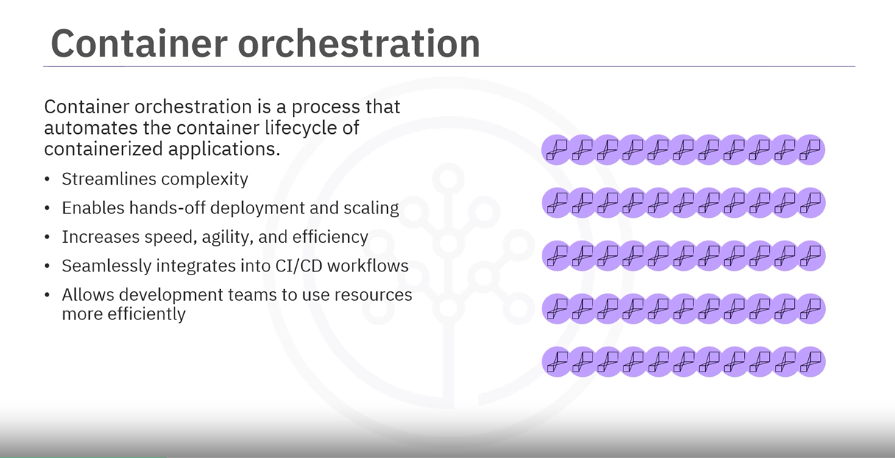 Container orchestration
Container orchestration is a process that
automates the container lifecycle of
containerized applications.
• Streamlines complexity
• Enables hands-off deployment and scaling
• Increases speed, agility, and efficiency
• Seamlessly integrates into CI/CD workflows
• Allows development teams to use resources
more efficiently